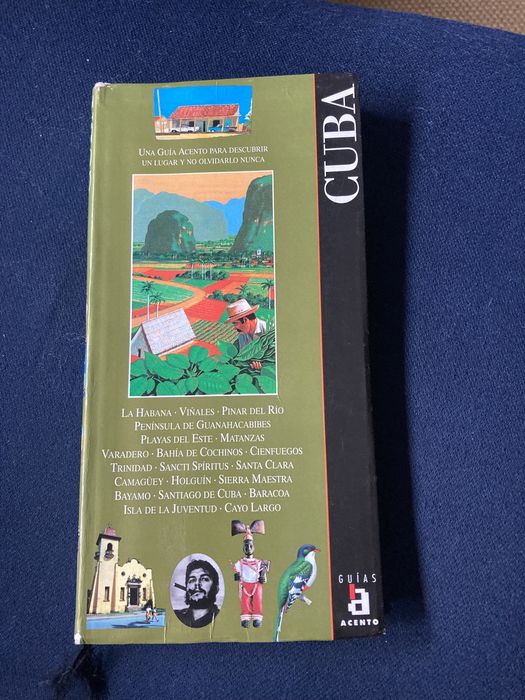 UNA GUÍA ACENTO PARA DESCUBRIR
UN LUGAR Y NO OLVIDARLO NUNCA
CUBA
LA HABANA · VIÑALES · PINAR DEL RÍO
PENÍNSULA DE GUANAHACABIBES
PLAYAS DEL ESTE · MATANZAS
VARADERO · BAHÍA DE COCHINOS · CIENFUEGOS
TRINIDAD · SANCTI SPÍRITUS · SANTA CLARA
CAMAGÜEY · HOLGUÍN · SIERRA MAESTRA
BAYAMO · SANTIAGO DE CUBA · BARACOA
ISLA DE LA JUVENTUD · CAYO LARGO
GUÍAS
a
ACENTO